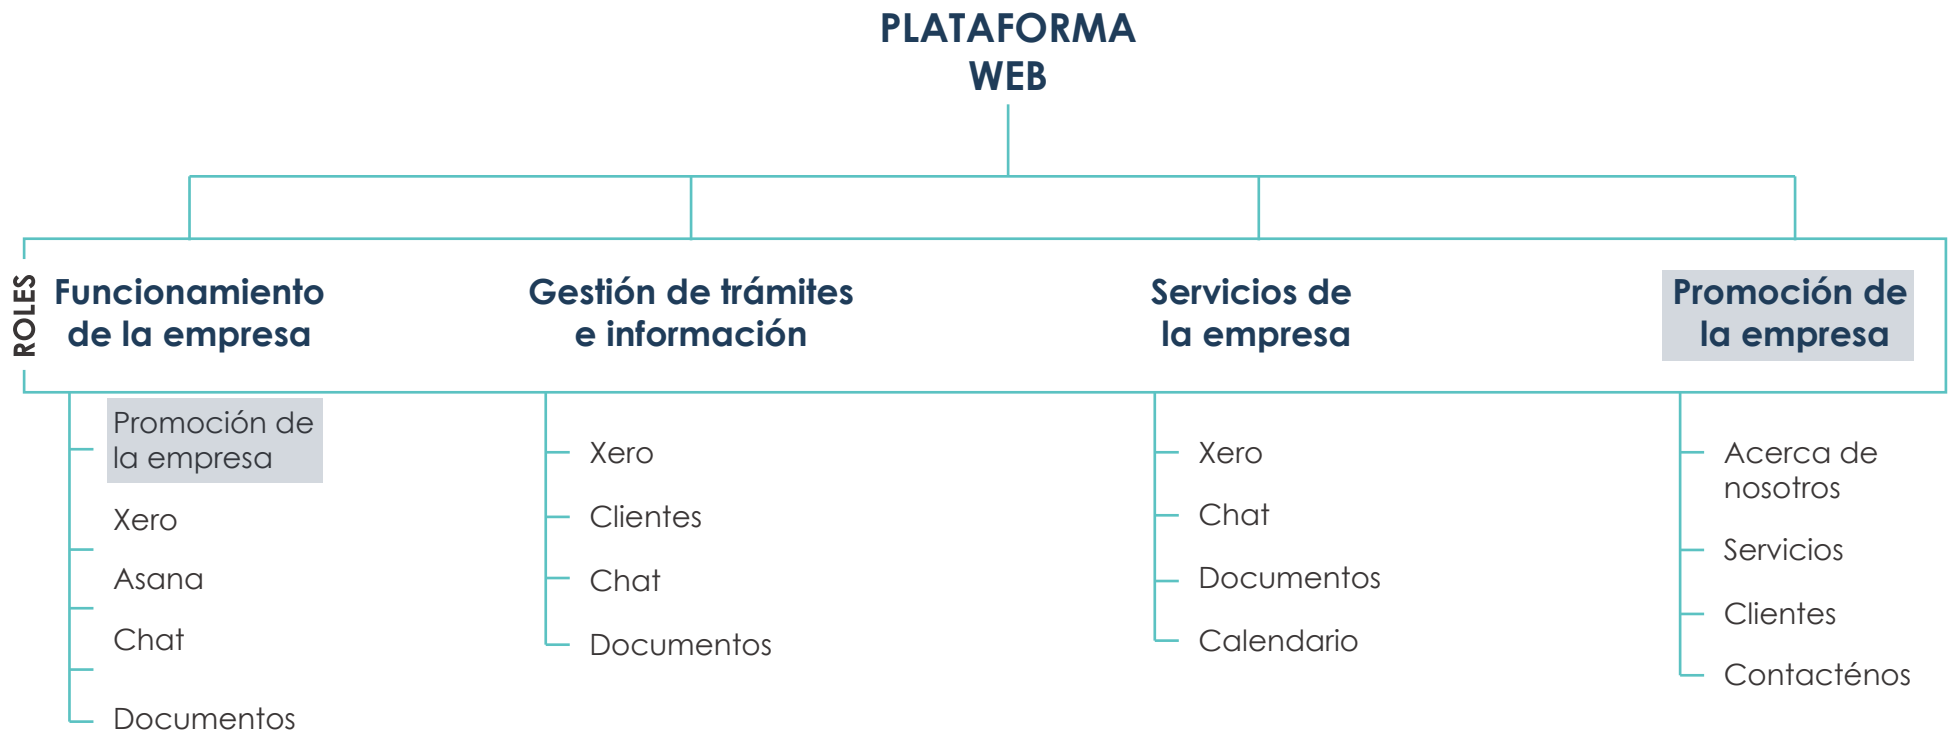 PLATAFORMA
WEB
ROLES
Funcionamiento
de la empresa
Gestión de trámites
e información
Servicios de
la empresa
Promoción de
la empresa
Promoción de
la empresa
Xero
Asana
Chat
Documentos
Xero
Clientes
Chat
Documentos
Xero
Chat
Documentos
Calendario
Acerca de
nosotros
Servicios
Clientes
Contacténos